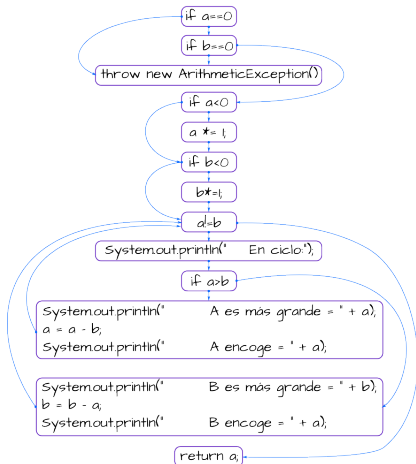 if a==0
if b==0
throw new ArithmeticException()
if a<0
a *= 1;
if b<0
b*=1;
a!=b
System.out.println("      En ciclo:");
if a>b
System.out.println("            A es más grande = " + a);
a = a - b;
System.out.println("            A encoge = " + a);
System.out.println("            B es más grande = " + b);
b = b - a;
System.out.println("            B encoge = " + a);
return a;